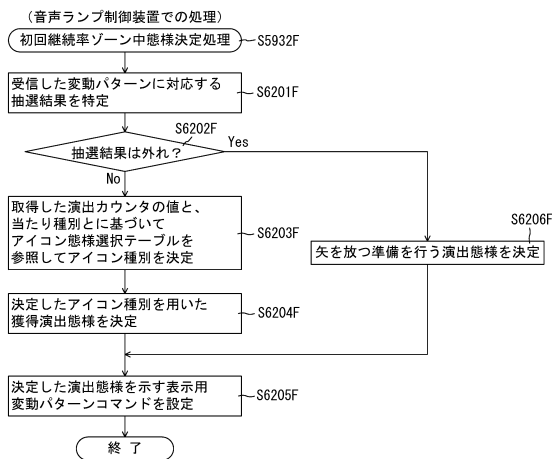 （音声ランプ制御装置での処理）
初回継続率ゾーン中態様決定処理
S5932F
受信した変動パターンに対応する
抽選結果を特定
S6201F
S6202F
抽選結果は外れ？
Yes
No
取得した演出カウンタの値と、
当たり種別とに基づいて
アイコン態様選択テーブルを
参照してアイコン種別を決定
S6203F
S6206F
矢を放つ準備を行う演出態様を決定
決定したアイコン種別を用いた
獲得演出態様を決定
S6204F
決定した演出態様を示す表示用
変動パターンコマンドを設定
S6205F
終了